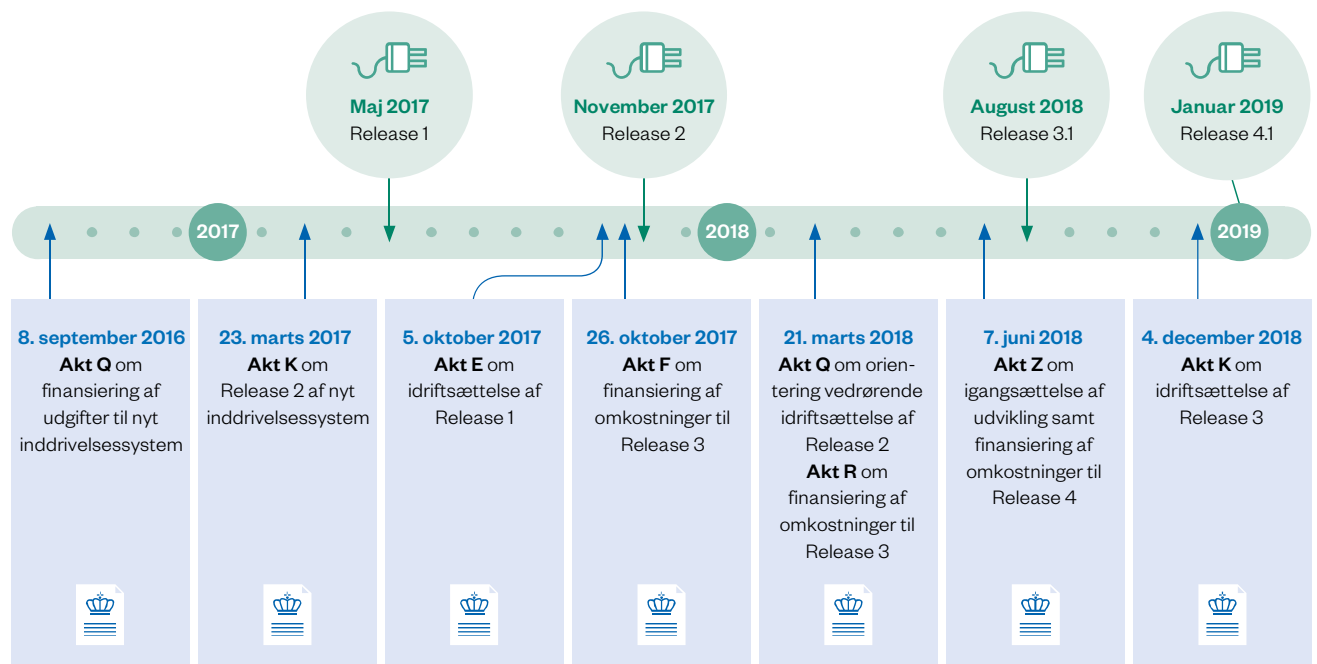 Maj 2017
Release 1
November 2017
Release 2
August 2018
Release 3.1
Januar 2019
Release 4.1
2017
2018
2019
8. september 2016
Akt Q om
finansiering af
udgifter til nyt
inddrivelsessystem
23. marts 2017
Akt K om
Release 2 af nyt
inddrivelsessystem
5. oktober 2017
Akt E om
idriftsættelse af
Release 1
26. oktober 2017
Akt F om
finansiering af
omkostninger til
Release 3
21. marts 2018
Akt Q om orien-
tering vedrørende
idriftsættelse af
Release 2
Akt R om
finansiering af
omkostninger til
Release 3
7. juni 2018
Akt Z om
igangsættelse af
udvikling samt
finansiering af
omkostninger til
Release 4
4. december 2018
Akt K om
idriftsættelse af
Release 3